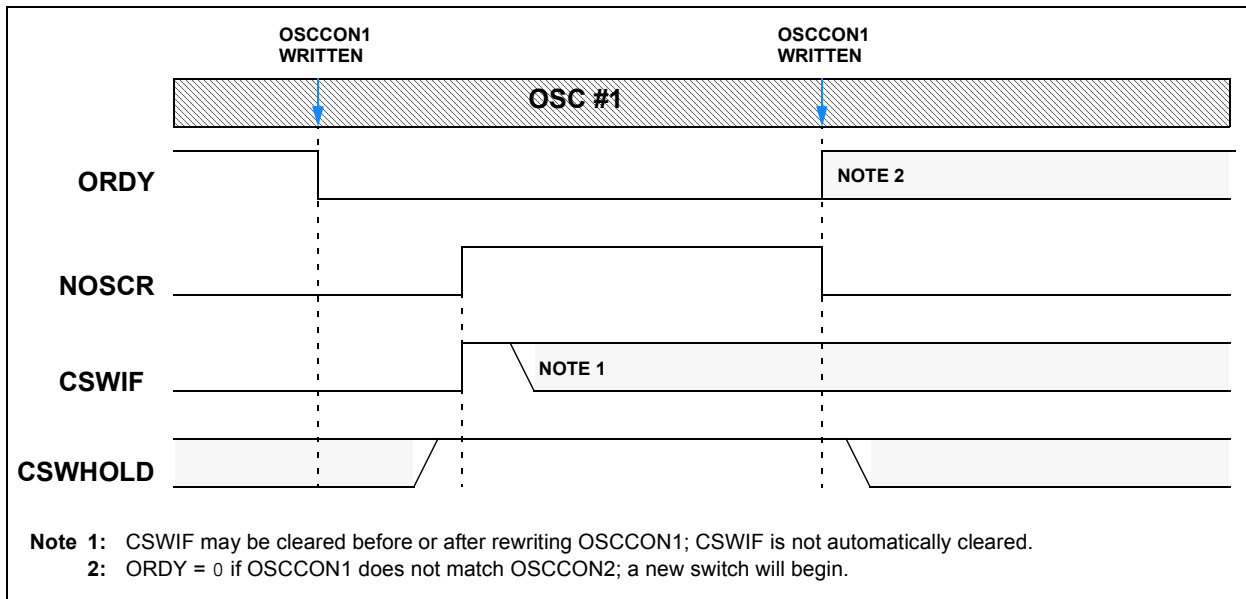 OSCCON1
WRITTEN
OSCCON1
WRITTEN
OSC #1
ORDY
NOTE 2
NOSCR
CSWIF
NOTE 1
CSWHOLD
Note 1: CSWIF may be cleared before or after rewriting OSCCON1; CSWIF is not automatically cleared.
2: ORDY = 0 if OSCCON1 does not match OSCCON2; a new switch will begin.